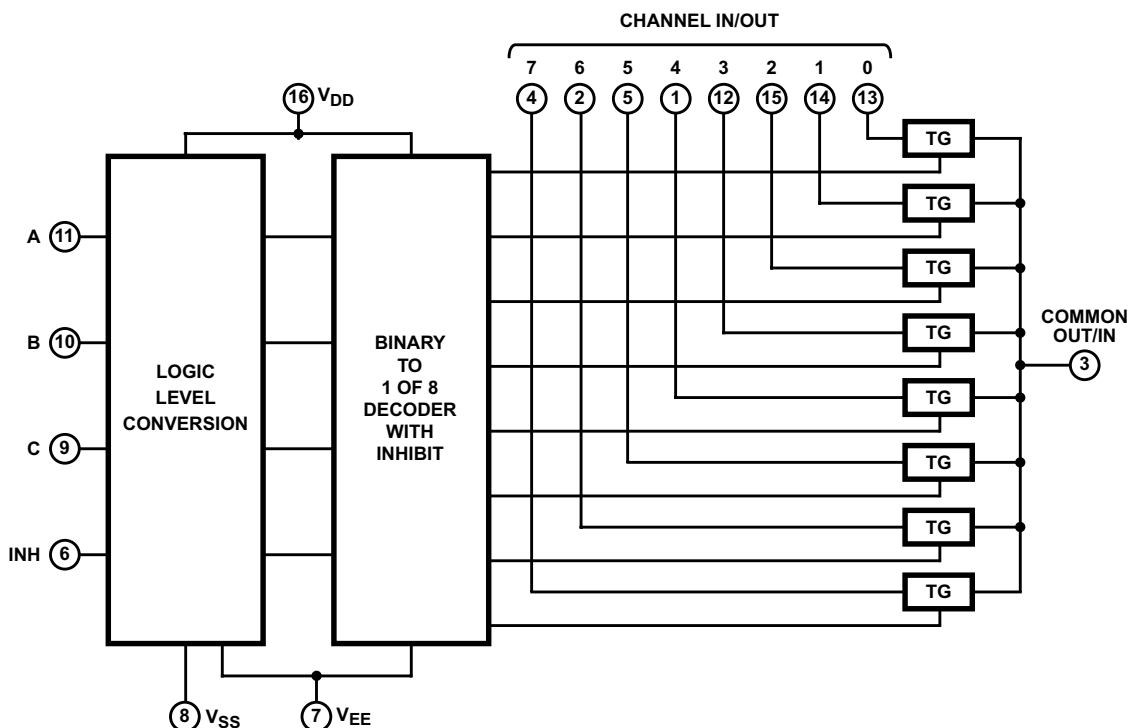 CHANNEL IN/OUT
7 6 5 4 3 2 1 0
4 2 5 1 12 15 14 13
16 VDD
TG
TG
TG
TG
TG
TG
TG
TG
A 11
B 10
C 9
INH 6
LOGIC
LEVEL
CONVERSION
BINARY
TO
1 OF 8
DECODER
WITH
INHIBIT
COMMON
OUT/IN
3
8 VSS
7 VEE